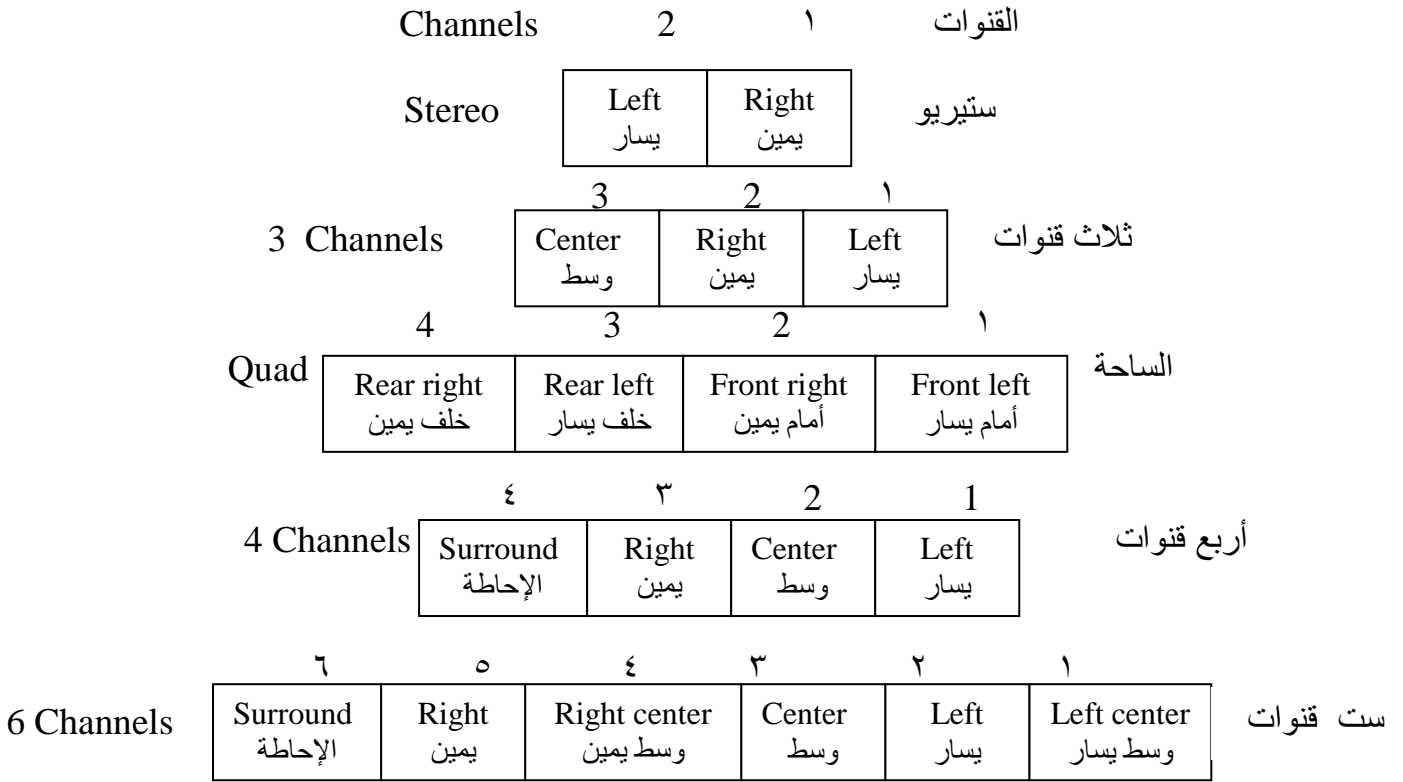 Channels 2 ١ القنوات
Stereo Left Right ستيريو
يسار يمين
3 2 ١
3 Channels Center Right Left ثلاث قنوات
وسط يمين يسار
4 3 2 ١
Quad Rear right Rear left Front right Front left الساحة
خلف يمين خلف يسار أمام يمين أمام يسار
٤ ٣ 2 1
4 Channels Surround Right Center Left أربع قنوات
الإحاطة يمين وسط يسار
٦ ٥ ٤ ٣ ٢ ١
6 Channels Surround Right Right center Center Left Left center ست قنوات
الإحاطة يمين وسط يمين وسط يسار وسط يسار